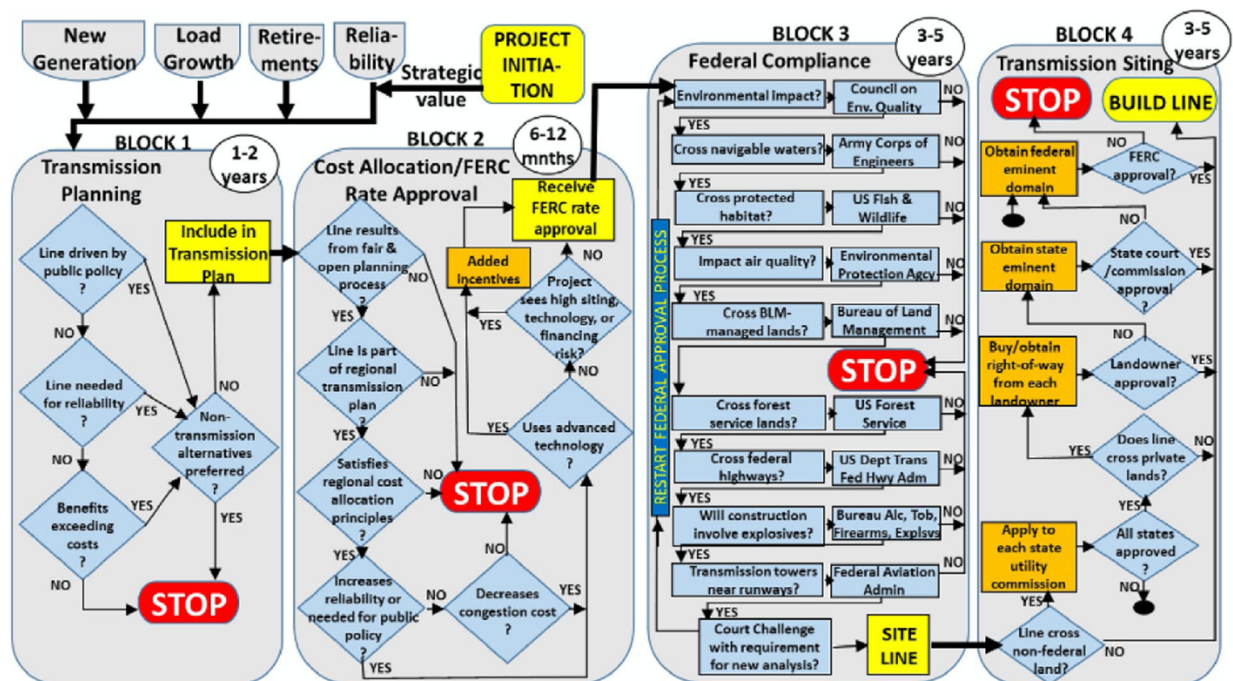 New
Generation
Load
Growth
Retire-
ments
Relia-
bility
Strategic
value
PROJECT
INITIA-
TION
BLOCK 1
1-2
years
Transmission
Planning
Line driven by
public policy
?
YES
NO
Include in
Transmission
Plan
Line needed
for reliability
?
YES
NO
NO
Non-
transmission
alternatives
preferred
?
YES
Benefits
exceeding
costs?
YES
NO
STOP
BLOCK 2
6-12
mnths
Cost Allocation/FERC
Rate Approval
Line results
from fair &
open planning
process
?
NO
YES
Line is part
of regional
transmission
plan
?
NO
YES
Satisfies
regional cost
allocation
principles
?
NO
YES
STOP
Increases
reliability or
needed for public
policy
?
NO
YES
Decreases
congestion cost
?
NO
YES
Uses advanced
technology
?
YES
NO
Project
sees high siting,
technology, or
financing
risk?
YES
NO
Added
Incentives
Receive
FERC rate
approval
BLOCK 3
3-5
years
Federal Compliance
RESTART FEDERAL APPROVAL PROCESS
Environmental impact?
Council on
Env. Quality
NO
YES
Cross navigable waters?
Army Corps of
Engineers
NO
YES
Cross protected
habitat?
US Fish &
Wildlife
NO
YES
Impact air quality?
Environmental
Protection Agcy
NO
YES
Cross BLM-
managed lands?
Bureau of Land
Management
NO
YES
STOP
Cross forest
service lands?
US Forest
Service
NO
YES
Cross federal
highways?
US Dept Trans
Fed Hwy Adm
NO
YES
Will construction
involve explosives?
Bureau Alc, Tob,
Firearms, Explsvs
NO
YES
Transmission towers
near runways?
Federal Aviation
Admin
NO
YES
Court Challenge
with requirement
for new analysis?
SITE
LINE
BLOCK 4
3-5
years
Transmission Siting
STOP
BUILD LINE
NO
Obtain federal
eminent
domain
FERC
approval?
YES
NO
Obtain state
eminent
domain
State court
/commission
approval
?
YES
NO
Buy/obtain
right-of-way
from each
landowner
Landowner
approval?
YES
YES
Does line
cross private
lands?
NO
YES
Apply to
each state
utility
commission
All states
approved
?
NO
YES
Line cross
non-federal
land?
NO